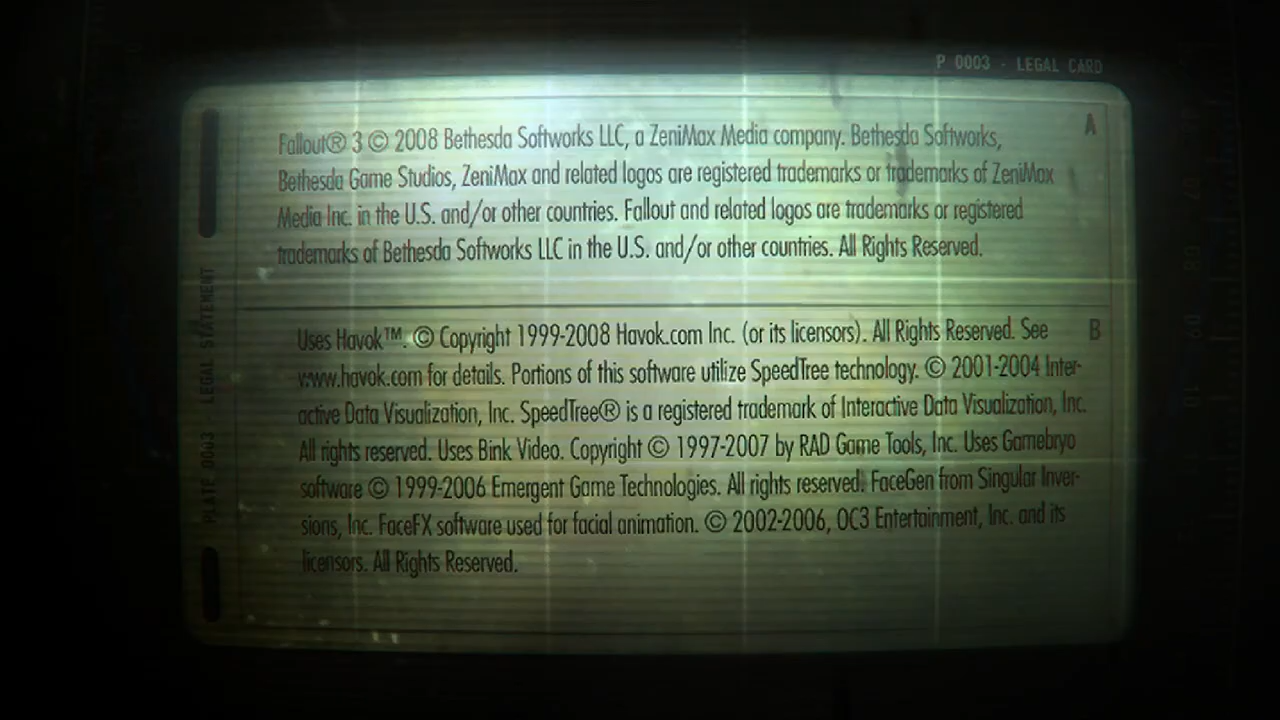 P 0003 - LEGAL CARD
A
Fallout® 3 © 2008 Bethesda Softworks LLC, a ZeniMax Media company. Bethesda Softworks,
Bethesda Game Studios, ZeniMax and related logos are registered trademarks or trademarks of ZeniMax
Media Inc. in the U.S. and/or other countries. Fallout and related logos are trademarks or registered
trademarks of Bethesda Softworks LLC in the U.S. and/or other countries. All Rights Reserved.
B
Uses Havok™. © Copyright 1999-2008 Havok.com Inc. (or its licensors). All Rights Reserved. See
www.havok.com for details. Portions of this software utilize SpeedTree technology. © 2001-2004 Inter-
active Data Visualization, Inc. SpeedTree® is a registered trademark of Interactive Data Visualization, Inc.
All rights reserved. Uses Bink Video. Copyright © 1997-2007 by RAD Game Tools, Inc. Uses Gamebryo
software © 1999-2006 Emergent Game Technologies. All rights reserved. FaceGen from Singular Inver-
sions, Inc. FaceFX software used for facial animation. © 2002-2006, OC3 Entertainment, Inc. and its
licensors. All Rights Reserved.
PLATE 0003 - LEGAL STATEMENT